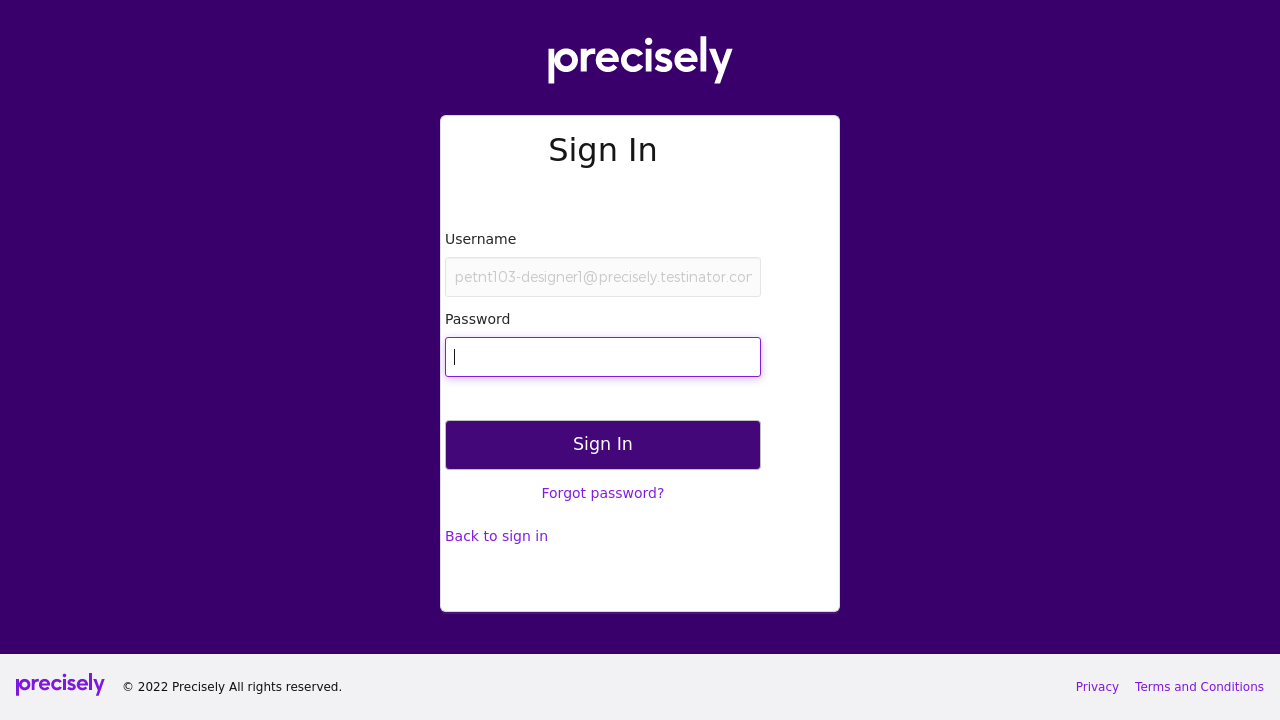 precisely
Sign In
Username
petnt103-designer1@precisely.testinator.cor
Password
Sign In
Forgot password?
Back to sign in
precisely © 2022 Precisely All rights reserved. Privacy Terms and Conditions